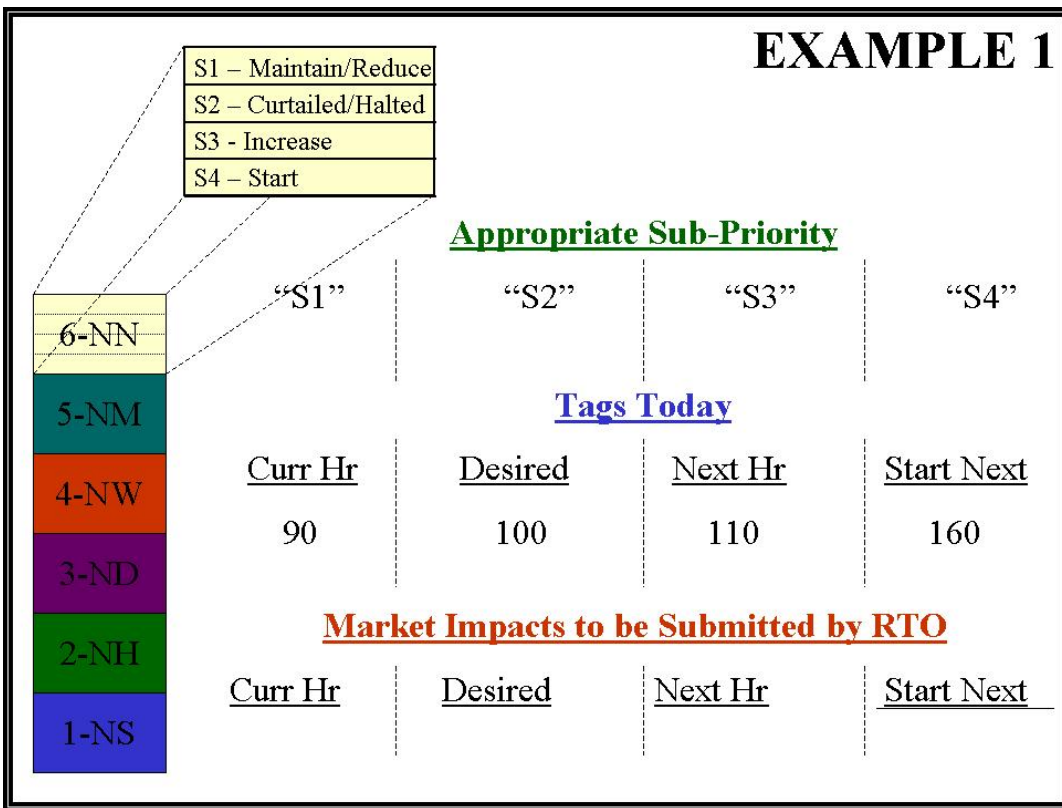 EXAMPLE 1
S1 – Maintain/Reduce
S2 – Curtailed/Halted
S3 - Increase
S4 – Start
Appropriate Sub-Priority
“S1” “S2” “S3” “S4”
6-NN
5-NM
4-NW
3-ND
2-NH
1-NS
Tags Today
Curr Hr Desired Next Hr Start Next
90 100 110 160
Market Impacts to be Submitted by RTO
Curr Hr Desired Next Hr Start Next